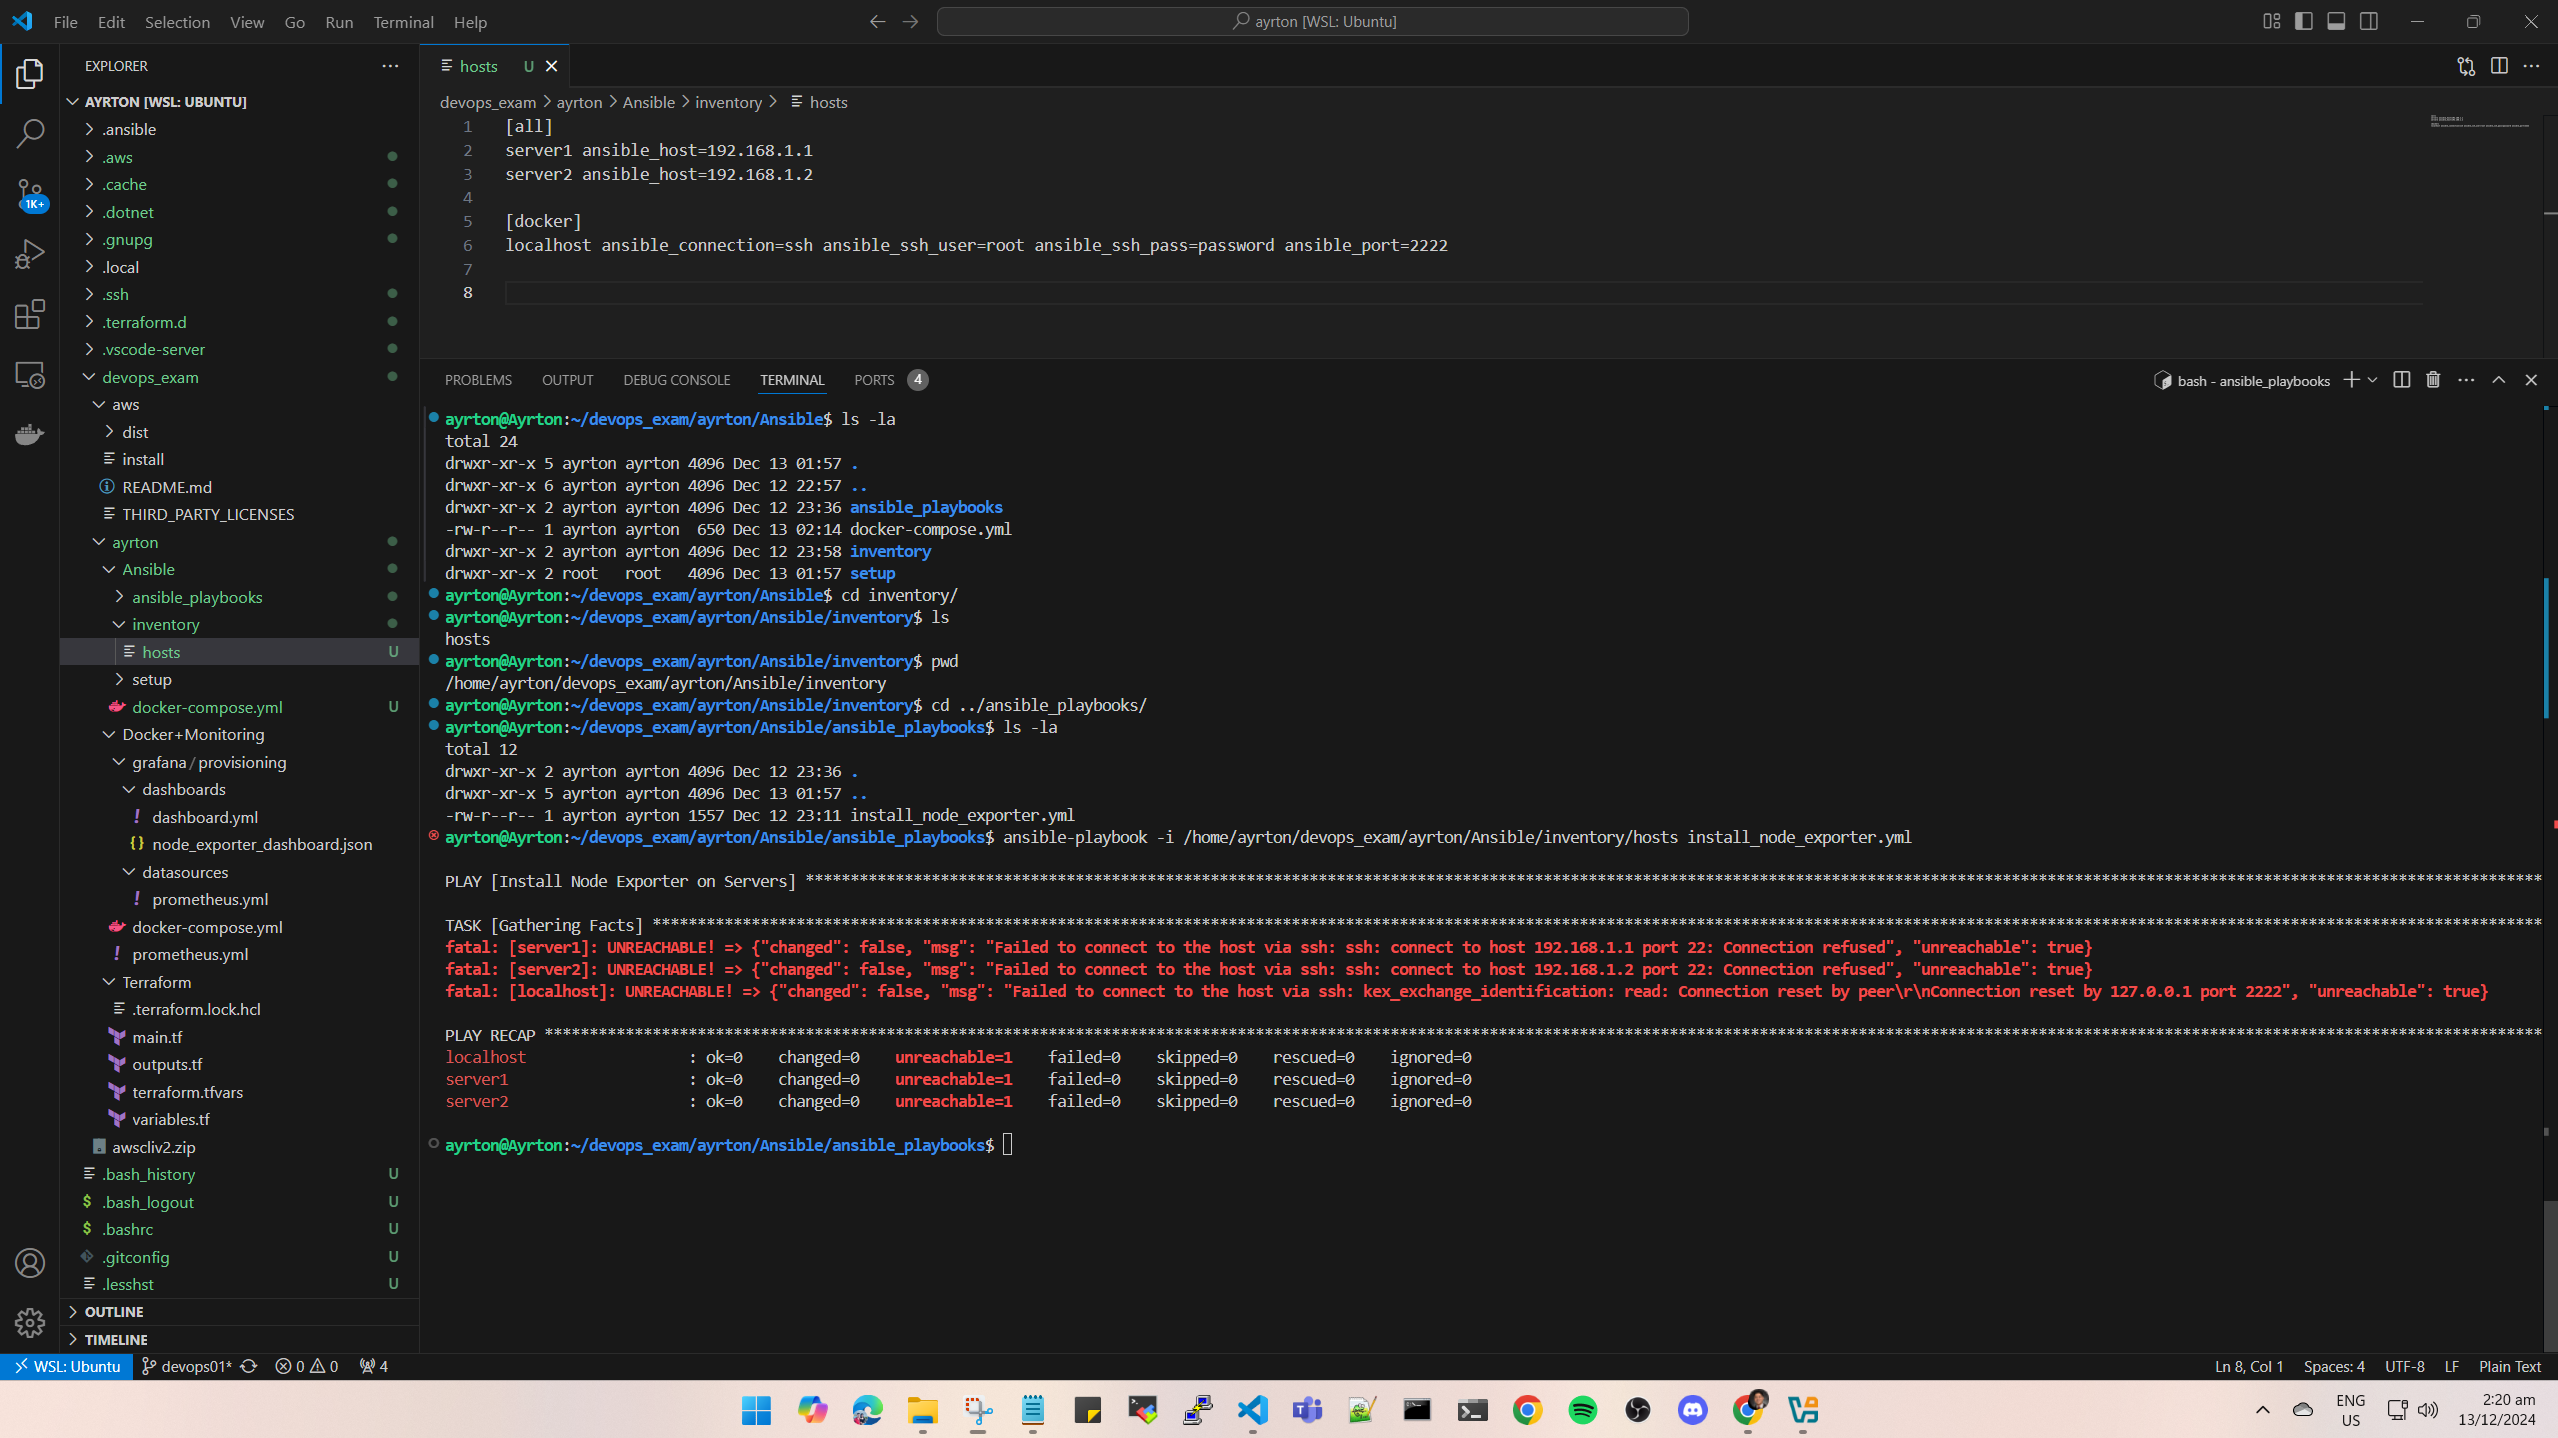 File Edit Selection View Go Run Terminal Help
ayrton [WSL: Ubuntu]
EXPLORER
AYRTON [WSL: UBUNTU]
.ansible
.aws
.cache
.dotnet
.gnupg
.local
.ssh
.terraform.d
.vscode-server
devops_exam
aws
dist
install
README.md
THIRD_PARTY_LICENSES
ayrton
Ansible
ansible_playbooks
inventory
hosts U
setup
docker-compose.yml U
Docker+Monitoring
grafana/provisioning
dashboards
dashboard.yml
node_exporter_dashboard.json
datasources
prometheus.yml
docker-compose.yml
prometheus.yml
Terraform
.terraform.lock.hcl
main.tf
outputs.tf
terraform.tfvars
variables.tf
awscliv2.zip
.bash_history U
.bash_logout U
.bashrc U
.gitconfig U
.lesshst U
OUTLINE
TIMELINE
1K+
hosts U
devops_exam > ayrton > Ansible > inventory > hosts
1 [all]
2 server1 ansible_host=192.168.1.1
3 server2 ansible_host=192.168.1.2
4
5 [docker]
6 localhost ansible_connection=ssh ansible_ssh_user=root ansible_ssh_pass=password ansible_port=2222
7
8
PROBLEMS OUTPUT DEBUG CONSOLE TERMINAL PORTS 4
bash - ansible_playbooks
ayrton@Ayrton:~/devops_exam/ayrton/Ansible$ ls -la
total 24
drwxr-xr-x 5 ayrton ayrton 4096 Dec 13 01:57 .
drwxr-xr-x 6 ayrton ayrton 4096 Dec 12 22:57 ..
drwxr-xr-x 2 ayrton ayrton 4096 Dec 12 23:36 ansible_playbooks
-rw-r--r-- 1 ayrton ayrton  650 Dec 13 02:14 docker-compose.yml
drwxr-xr-x 2 ayrton ayrton 4096 Dec 12 23:58 inventory
drwxr-xr-x 2 root   root   4096 Dec 13 01:57 setup
ayrton@Ayrton:~/devops_exam/ayrton/Ansible$ cd inventory/
ayrton@Ayrton:~/devops_exam/ayrton/Ansible/inventory$ ls
hosts
ayrton@Ayrton:~/devops_exam/ayrton/Ansible/inventory$ pwd
/home/ayrton/devops_exam/ayrton/Ansible/inventory
ayrton@Ayrton:~/devops_exam/ayrton/Ansible/inventory$ cd ../ansible_playbooks/
ayrton@Ayrton:~/devops_exam/ayrton/Ansible/ansible_playbooks$ ls -la
total 12
drwxr-xr-x 2 ayrton ayrton 4096 Dec 12 23:36 .
drwxr-xr-x 5 ayrton ayrton 4096 Dec 13 01:57 ..
-rw-r--r-- 1 ayrton ayrton 1557 Dec 12 23:11 install_node_exporter.yml
ayrton@Ayrton:~/devops_exam/ayrton/Ansible/ansible_playbooks$ ansible-playbook -i /home/ayrton/devops_exam/ayrton/Ansible/inventory/hosts install_node_exporter.yml
PLAY [Install Node Exporter on Servers] ****************************************
TASK [Gathering Facts] ****************************************
fatal: [server1]: UNREACHABLE! => {"changed": false, "msg": "Failed to connect to the host via ssh: ssh: connect to host 192.168.1.1 port 22: Connection refused", "unreachable": true}
fatal: [server2]: UNREACHABLE! => {"changed": false, "msg": "Failed to connect to the host via ssh: ssh: connect to host 192.168.1.2 port 22: Connection refused", "unreachable": true}
fatal: [localhost]: UNREACHABLE! => {"changed": false, "msg": "Failed to connect to the host via ssh: kex_exchange_identification: read: Connection reset by peer\r\nConnection reset by 127.0.0.1 port 2222", "unreachable": true}
PLAY RECAP ****************************************
localhost : ok=0 changed=0 unreachable=1 failed=0 skipped=0 rescued=0 ignored=0
server1 : ok=0 changed=0 unreachable=1 failed=0 skipped=0 rescued=0 ignored=0
server2 : ok=0 changed=0 unreachable=1 failed=0 skipped=0 rescued=0 ignored=0
ayrton@Ayrton:~/devops_exam/ayrton/Ansible/ansible_playbooks$
WSL: Ubuntu devops01* 0 0 4
Ln 8, Col 1 Spaces: 4 UTF-8 LF Plain Text
ENG
US
2:20 am
13/12/2024